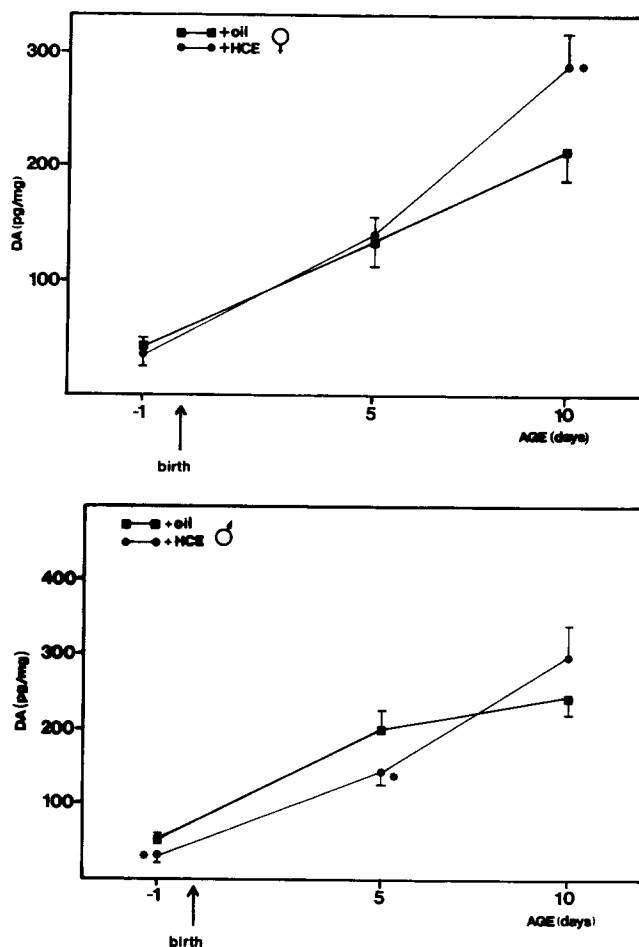 +oil ♀
+HCE
300
200
100
DA (pg/mg)
-1
5
10
AGE (days)
birth
+oil ♂
+HCE
400
300
200
100
DA (pg/mg)
-1
5
10
AGE (days)
birth